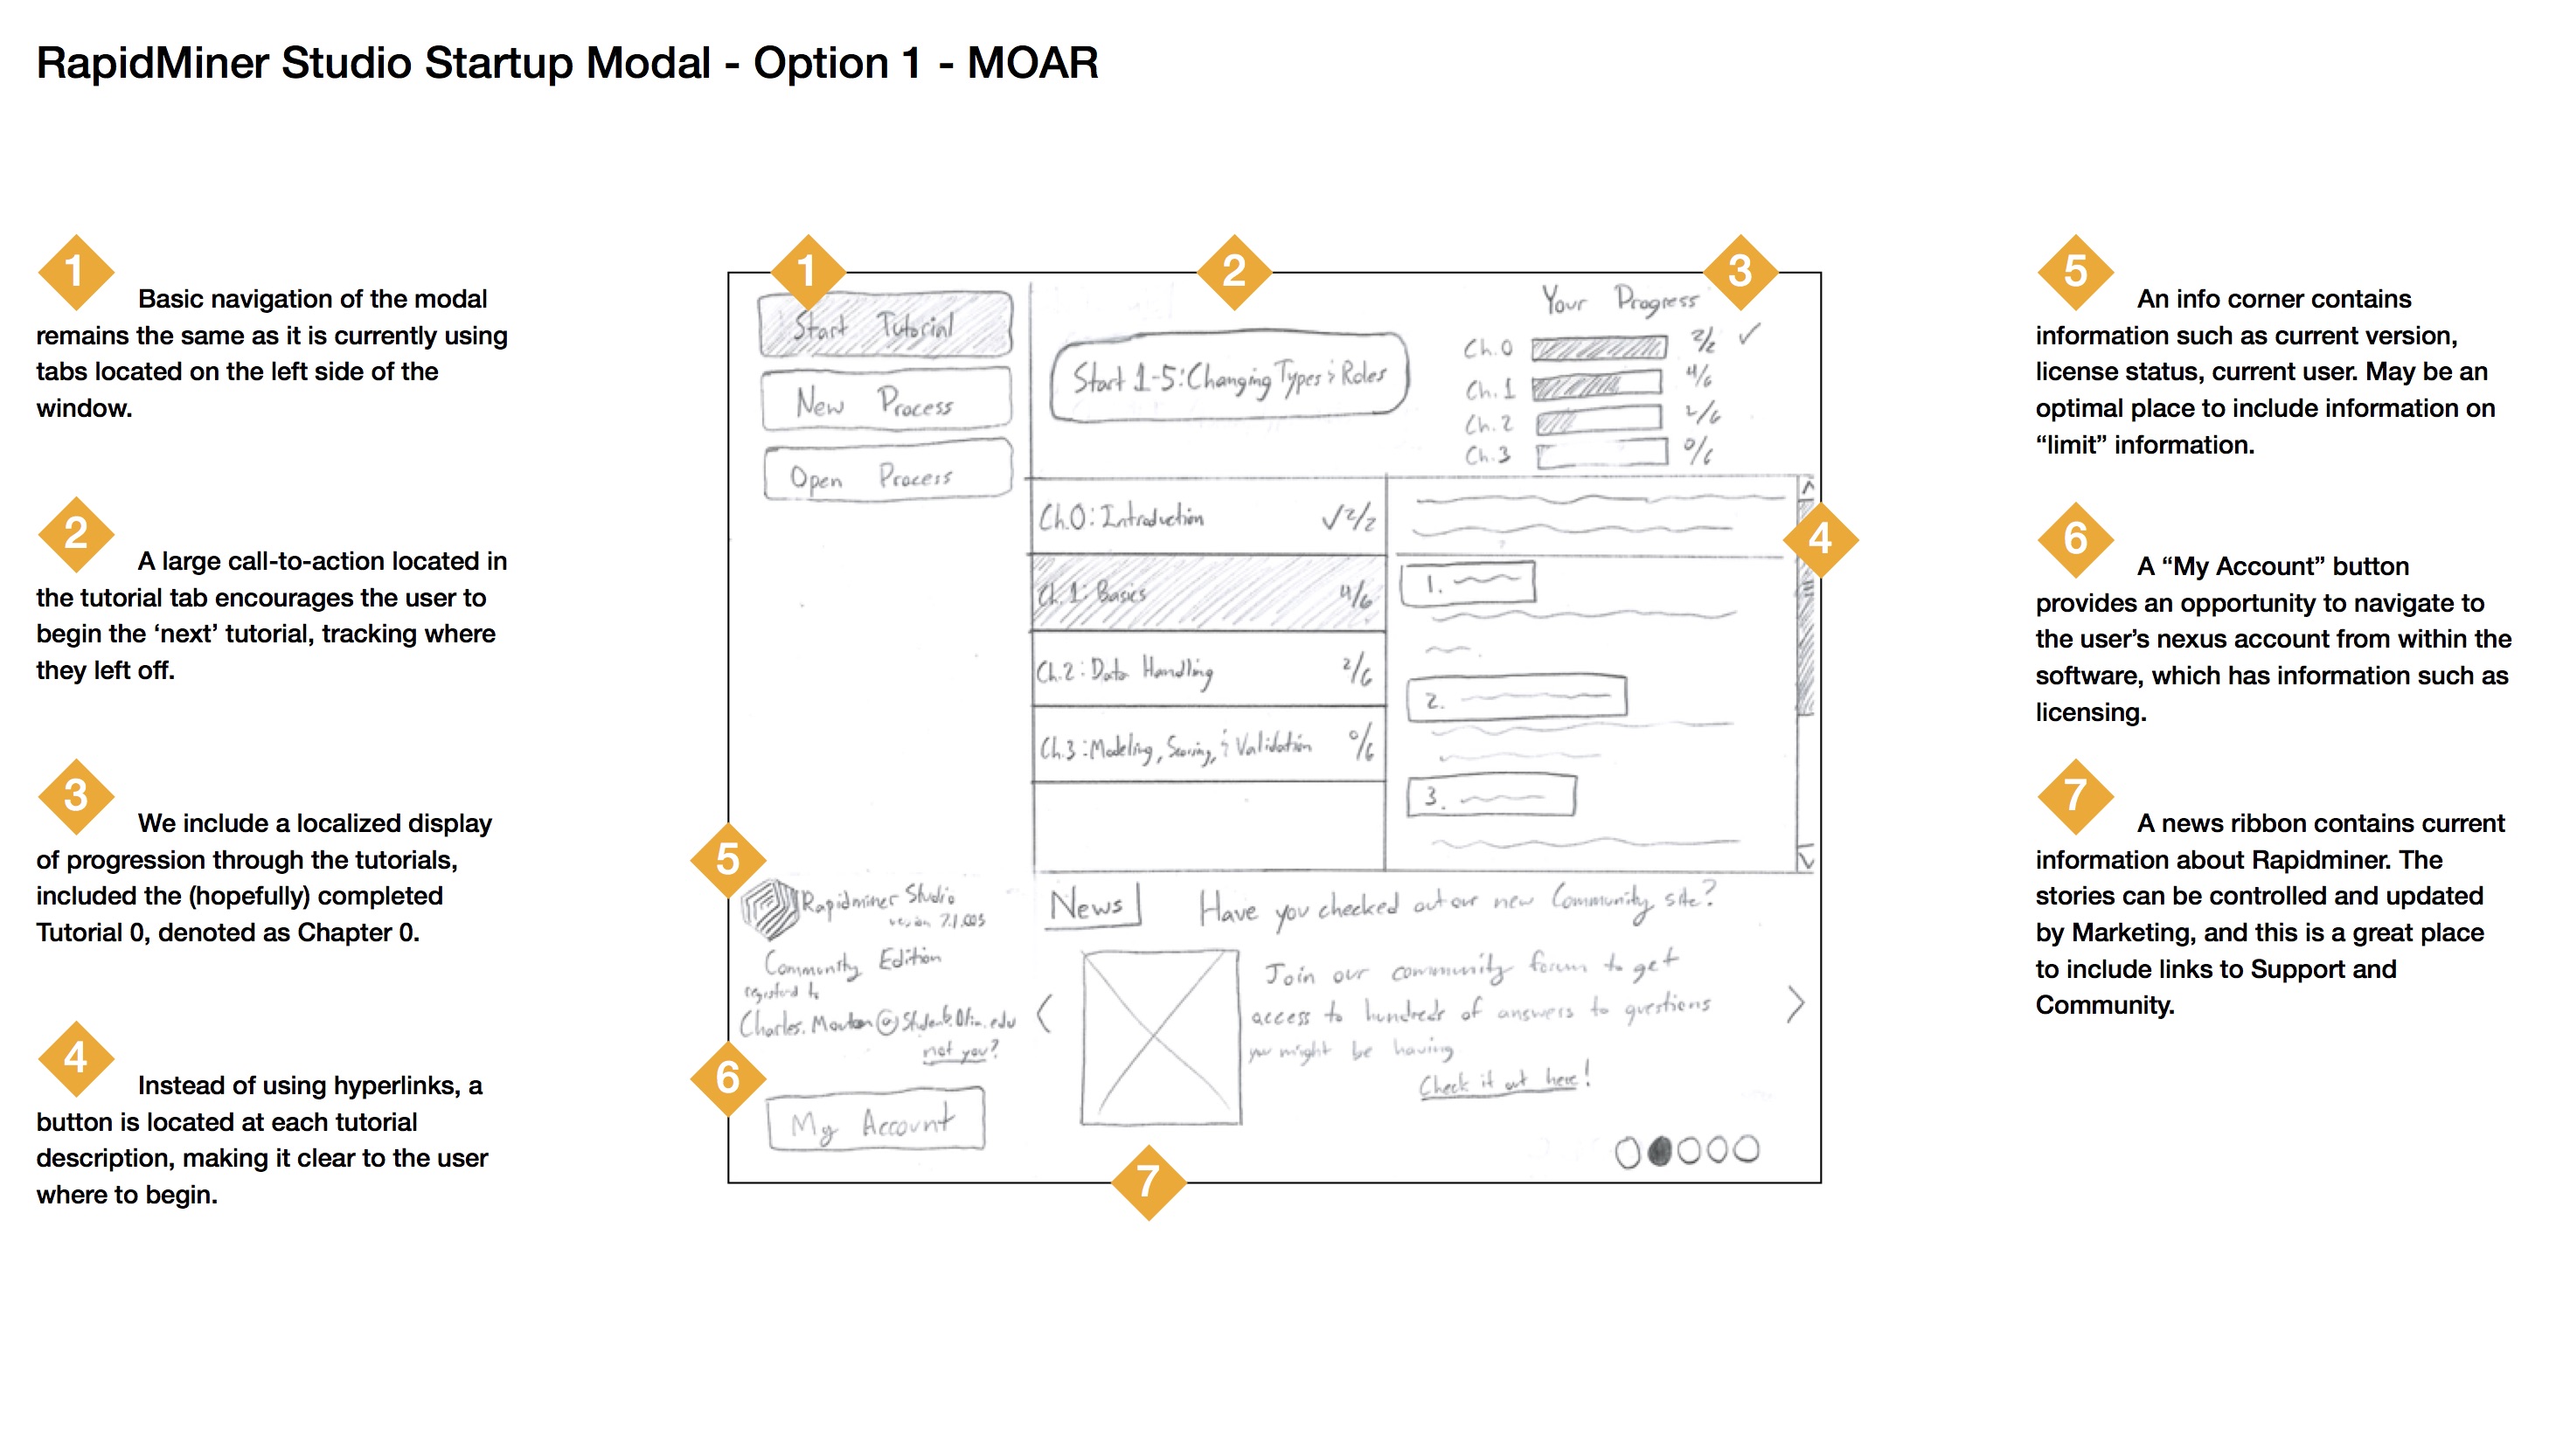 RapidMiner Studio Startup Modal - Option 1 - MOAR
1
Basic navigation of the modal
remains the same as it is currently using
tabs located on the left side of the
window.
2
A large call-to-action located in
the tutorial tab encourages the user to
begin the ‘next’ tutorial, tracking where
they left off.
3
We include a localized display
of progression through the tutorials,
included the (hopefully) completed
Tutorial 0, denoted as Chapter 0.
4
Instead of using hyperlinks, a
button is located at each tutorial
description, making it clear to the user
where to begin.
1
2
3
Start Tutorial
New Process
Open Process
Start 1-5: Changing Types & Roles
Your Progress
Ch.0 2/2 ✓
Ch.1 4/6
Ch.2 2/6
Ch.3 0/6
4
Ch.0: Introduction ✓2/2
Ch.1: Basics 4/6
Ch.2: Data Handling 2/6
Ch.3: Modeling, Scoring, & Validation 0/6
1.
2.
3.
5
Rapidminer Studio
version 7.1.003
Community Edition
registered to
Charles.Mouton@Students.Olin.edu
not you?
6
My Account
News
Have you checked out our new Community site?
Join our community forum to get
access to hundreds of answers to questions
you might be having
Check it out here!
7
5
An info corner contains
information such as current version,
license status, current user. May be an
optimal place to include information on
“limit” information.
6
A “My Account” button
provides an opportunity to navigate to
the user’s nexus account from within the
software, which has information such as
licensing.
7
A news ribbon contains current
information about Rapidminer. The
stories can be controlled and updated
by Marketing, and this is a great place
to include links to Support and
Community.